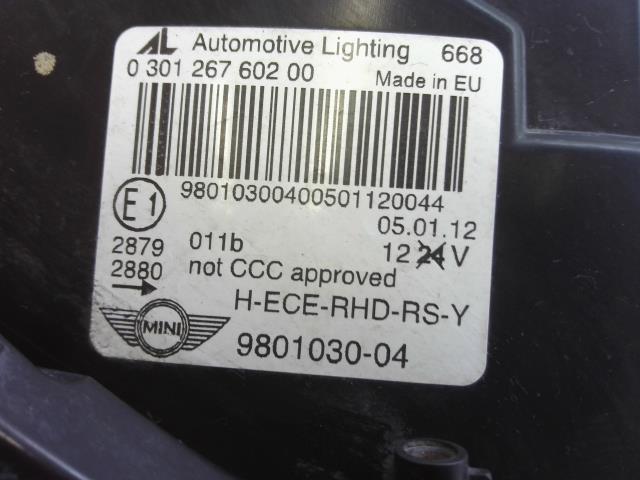 AL Automotive Lighting 668
0 301 267 602 00 Made in EU
98010300400501120044
E1
05.01.12
2879 011b 12 24 V
2880 not CCC approved
H-ECE-RHD-RS-Y
MINI
9801030-04